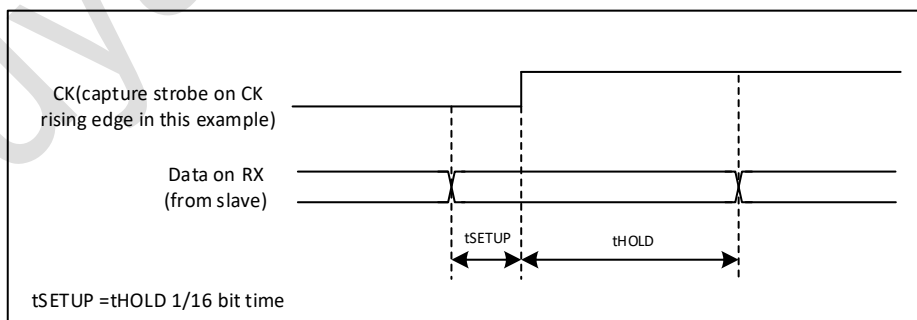 CK(capture strobe on CK
rising edge in this example)
Data on RX
(from slave)
tSETUP
tHOLD
tSETUP =tHOLD 1/16 bit time